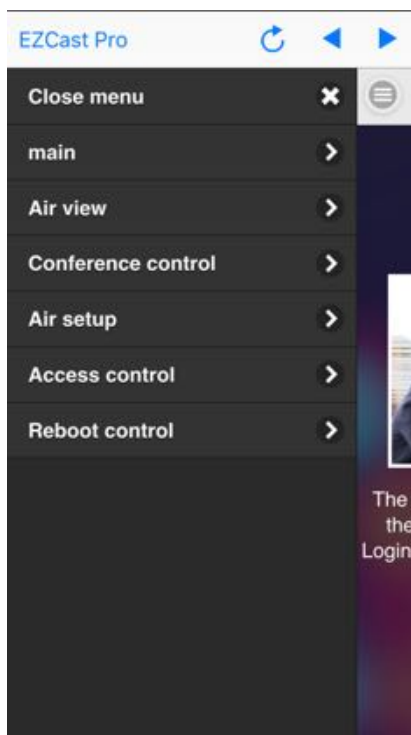 EZCast Pro
Close menu
main
Air view
Conference control
Air setup
Access control
Reboot control
The
the
Login